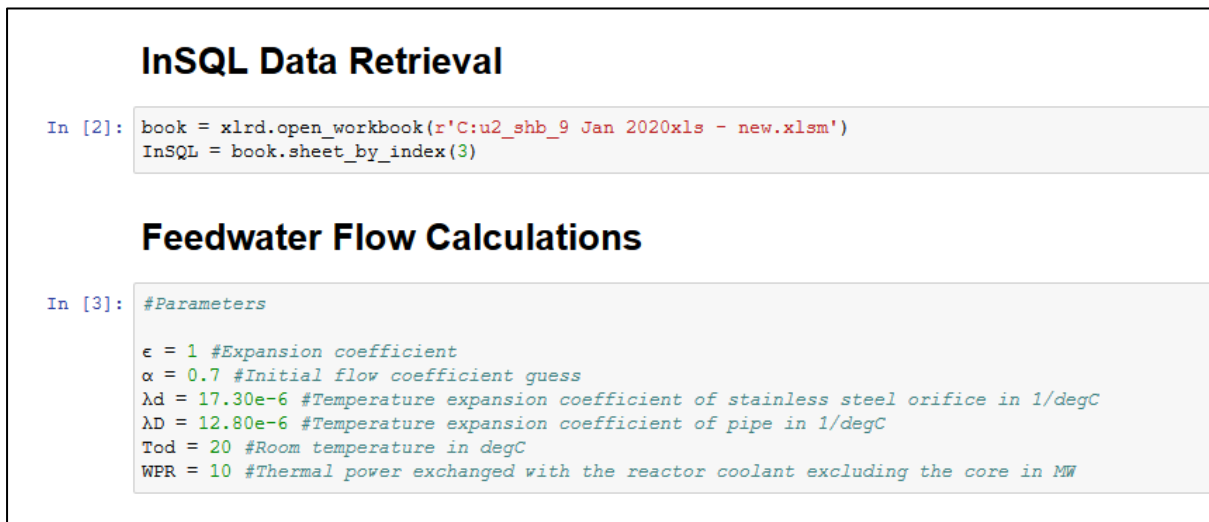 InSQL Data Retrieval
In [2]: book = xlrd.open_workbook(r'C:u2_shb_9 Jan 2020xls - new.xlsm')
InSQL = book.sheet_by_index(3)
Feedwater Flow Calculations
In [3]: #Parameters
ϵ = 1 #Expansion coefficient
α = 0.7 #Initial flow coefficient guess
λd = 17.30e-6 #Temperature expansion coefficient of stainless steel orifice in 1/degC
λD = 12.80e-6 #Temperature expansion coefficient of pipe in 1/degC
Tod = 20 #Room temperature in degC
WPR = 10 #Thermal power exchanged with the reactor coolant excluding the core in MW